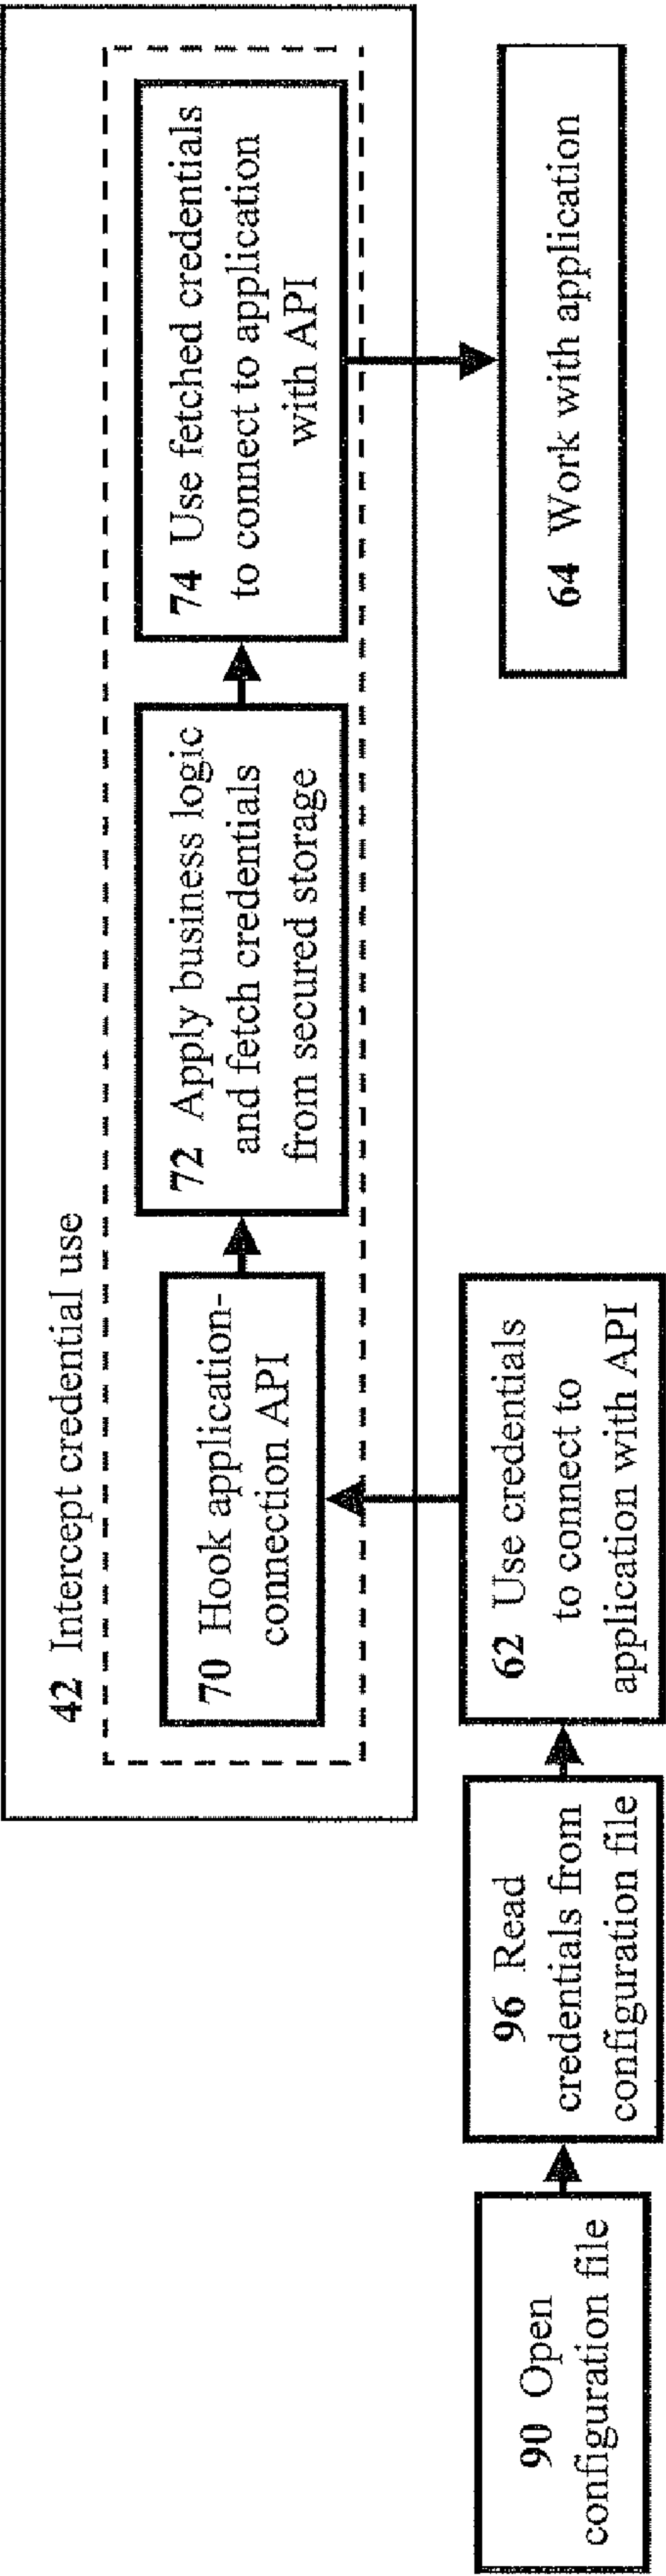 42 Intercept credential use
70 Hook application-
connection API
72 Apply business logic
and fetch credentials
from secured storage
74 Use fetched credentials
to connect to application
with API
90 Open
configuration file
96 Read
credentials from
configuration file
62 Use credentials
to connect to
application with API
64 Work with application